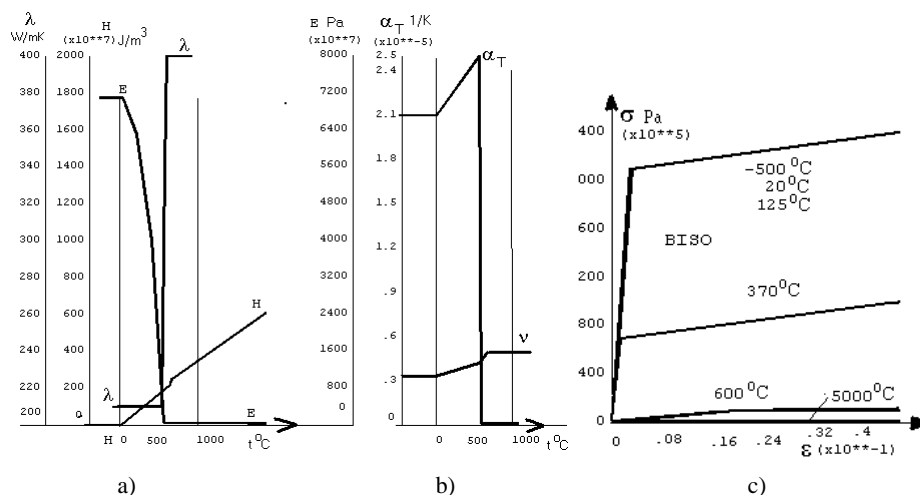 λ
W/mK
400
380
360
340
320
300
280
260
240
220
200
H
(x10**7) J/m³
2000
1800
1600
1400
1200
1000
800
600
400
200
0
E
λ
H
λ
E
H
0 500 1000
t °C
a)
E Pa
(x10**7)
8000
7200
6400
5600
4800
4000
3200
2400
1600
800
0
α_T 1/K
(x10**-5)
2.5
2.4
2.1
.8
1.5
1.2
.9
.6
.3
0
α_T
ν
0 500 1000
t °C
b)
σ Pa
(x10**5)
400
000
600
200
800
400
0
-500 °C
20 °C
125 °C
BISO
370 °C
600 °C
.5000 °C
0 .08 .16 .24 .32 .4
ε (x10**-1)
c)